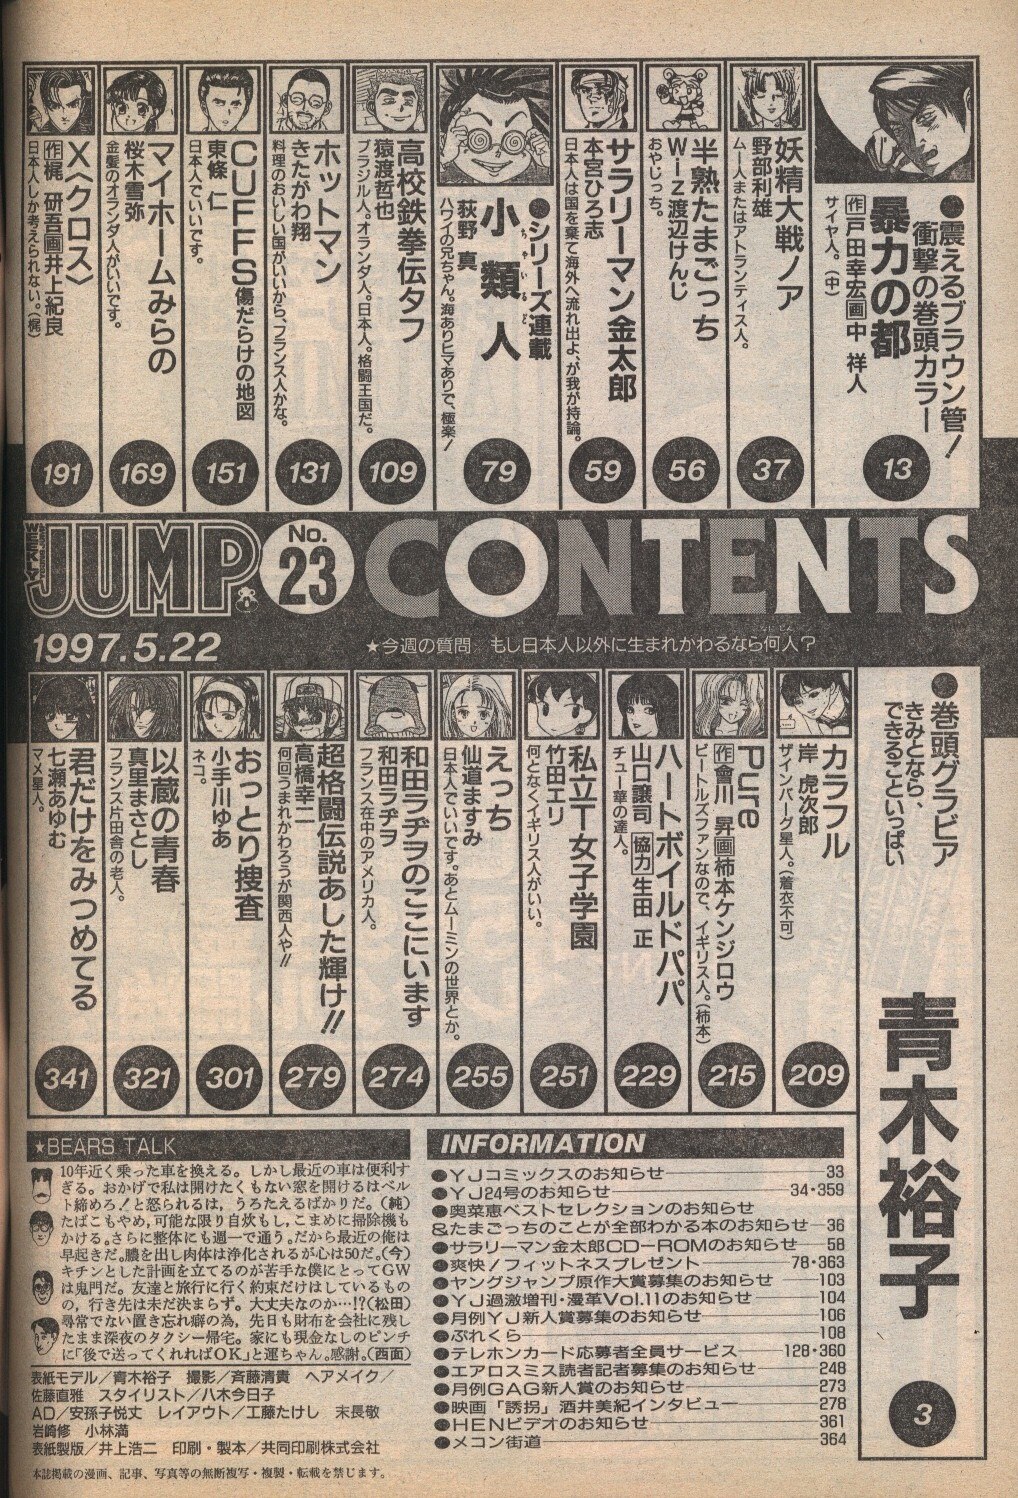 ●震えるブラウン管!
衝撃の巻頭カラー
暴力の都
作戸田幸宏画中 祥人
サイヤ人。(中)
13
妖精大戦ノア
野部利雄
ムー人またはアトランティス人。
37
半熟たまごっち
Wiz渡辺けんじ
おやじっち。
56
サラリーマン金太郎
本宮ひろ志
日本人は国を棄て海外へ流れ出よ、が我が持論。
59
●シリーズ連載
小類人
ちゃいるど
荻野 真
ハワイの兄ちゃん。海ありヒマありで、極楽!
79
高校鉄拳伝タフ
猿渡哲也
ブラジル人。オランダ人。日本人。格闘王国だ。
109
ホットマン
きたがわ翔
料理のおいしい国がいいから、フランス人かな。
131
CUFFS傷だらけの地図
東條 仁
日本人でいいです。
151
マイホームみらの
桜木雪弥
金髪のオランダ人がいいです。
169
X〈クロス〉
作梶 研吾画井上紀良
日本人しか考えられない。(梶)
191
WEEKLY
JUMP
No.
23
CONTENTS
1997.5.22
★今週の質問 もし日本人以外に生まれかわるなら何人?
●巻頭グラビア
きみとなら、
できることいっぱい
青木裕子
3
カラフル
岸 虎次郎
ザインバーグ星人。(着衣不可)
209
Pure
作會川 昇画柿本ケンジロウ
ビートルズファンなので、イギリス人。(柿本)
215
ハートボイルドパパ
山口譲司 協力生田 正
チュー華の達人。
229
私立T女子学園
竹田エリ
何となくイギリス人がいい。
251
えっち
仙道ますみ
日本人でいいです。あとムーミンの世界とか。
255
和田ラヂヲのここにいます
和田ラヂヲ
フランス在中のアメリカ人。
274
超格闘伝説あした輝け!!
高橋幸二
何回うまれかわろうが関西人や!!
279
おっとり捜査
小手川ゆあ
ネコ。
301
以蔵の青春
真里まさとし
フランス片田舎の老人。
321
君だけをみつめてる
七瀬あゆむ
マメ星人。
341
★BEARS TALK
10年近く乗った車を換える。しかし最近の車は便利す
ぎる。おかげで私は開けたくもない窓を開けるはベル
ト締めろ!と怒られるは,うろたえるばかりだ。(純)
たばこもやめ,可能な限り自炊もし,こまめに掃除機も
かける。さらに整体にも週一で通う。だから最近の俺は
早起きだ。膿を出し肉体は浄化されるが心は50だ。(今)
キチンとした計画を立てるのが苦手な僕にとってGW
は鬼門だ。友達と旅行に行く約束だけはしているもの
の,行き先は未だ決まらず。大丈夫なのか…!?(松田)
尋常でない置き忘れ癖の為,先日も財布を会社に残し
たまま深夜のタクシー帰宅。家にも現金なしのピンチ
に「後で送ってくれればOK」と運ちゃん。感謝。(西面)
表紙モデル/青木裕子 撮影/斉藤清貴 ヘアメイク/
佐藤直雅 スタイリスト/八木今日子
AD/安孫子悦丈 レイアウト/工藤たけし 末長敬
岩崎修 小林満
表紙製版/井上浩二 印刷・製本/共同印刷株式会社
本誌掲載の漫画、記事、写真等の無断複写・複製・転載を禁じます。
INFORMATION
●YJコミックスのお知らせ 33
●YJ24号のお知らせ 34・359
●奥菜恵ベストセレクションのお知らせ
&たまごっちのことが全部わかる本のお知らせ 36
●サラリーマン金太郎CD-ROMのお知らせ 58
●爽快!フィットネスプレゼント 78・363
●ヤングジャンプ原作大賞募集のお知らせ 103
●YJ過激増刊・漫革Vol.11のお知らせ 104
●月例YJ新人賞募集のお知らせ 106
●ぷれくら 108
●テレホンカード応募者全員サービス 128・360
●エアロスミス読者記者募集のお知らせ 248
●月例GAG新人賞のお知らせ 273
●映画「誘拐」酒井美紀インタビュー 278
●HENビデオのお知らせ 361
●メコン街道 364